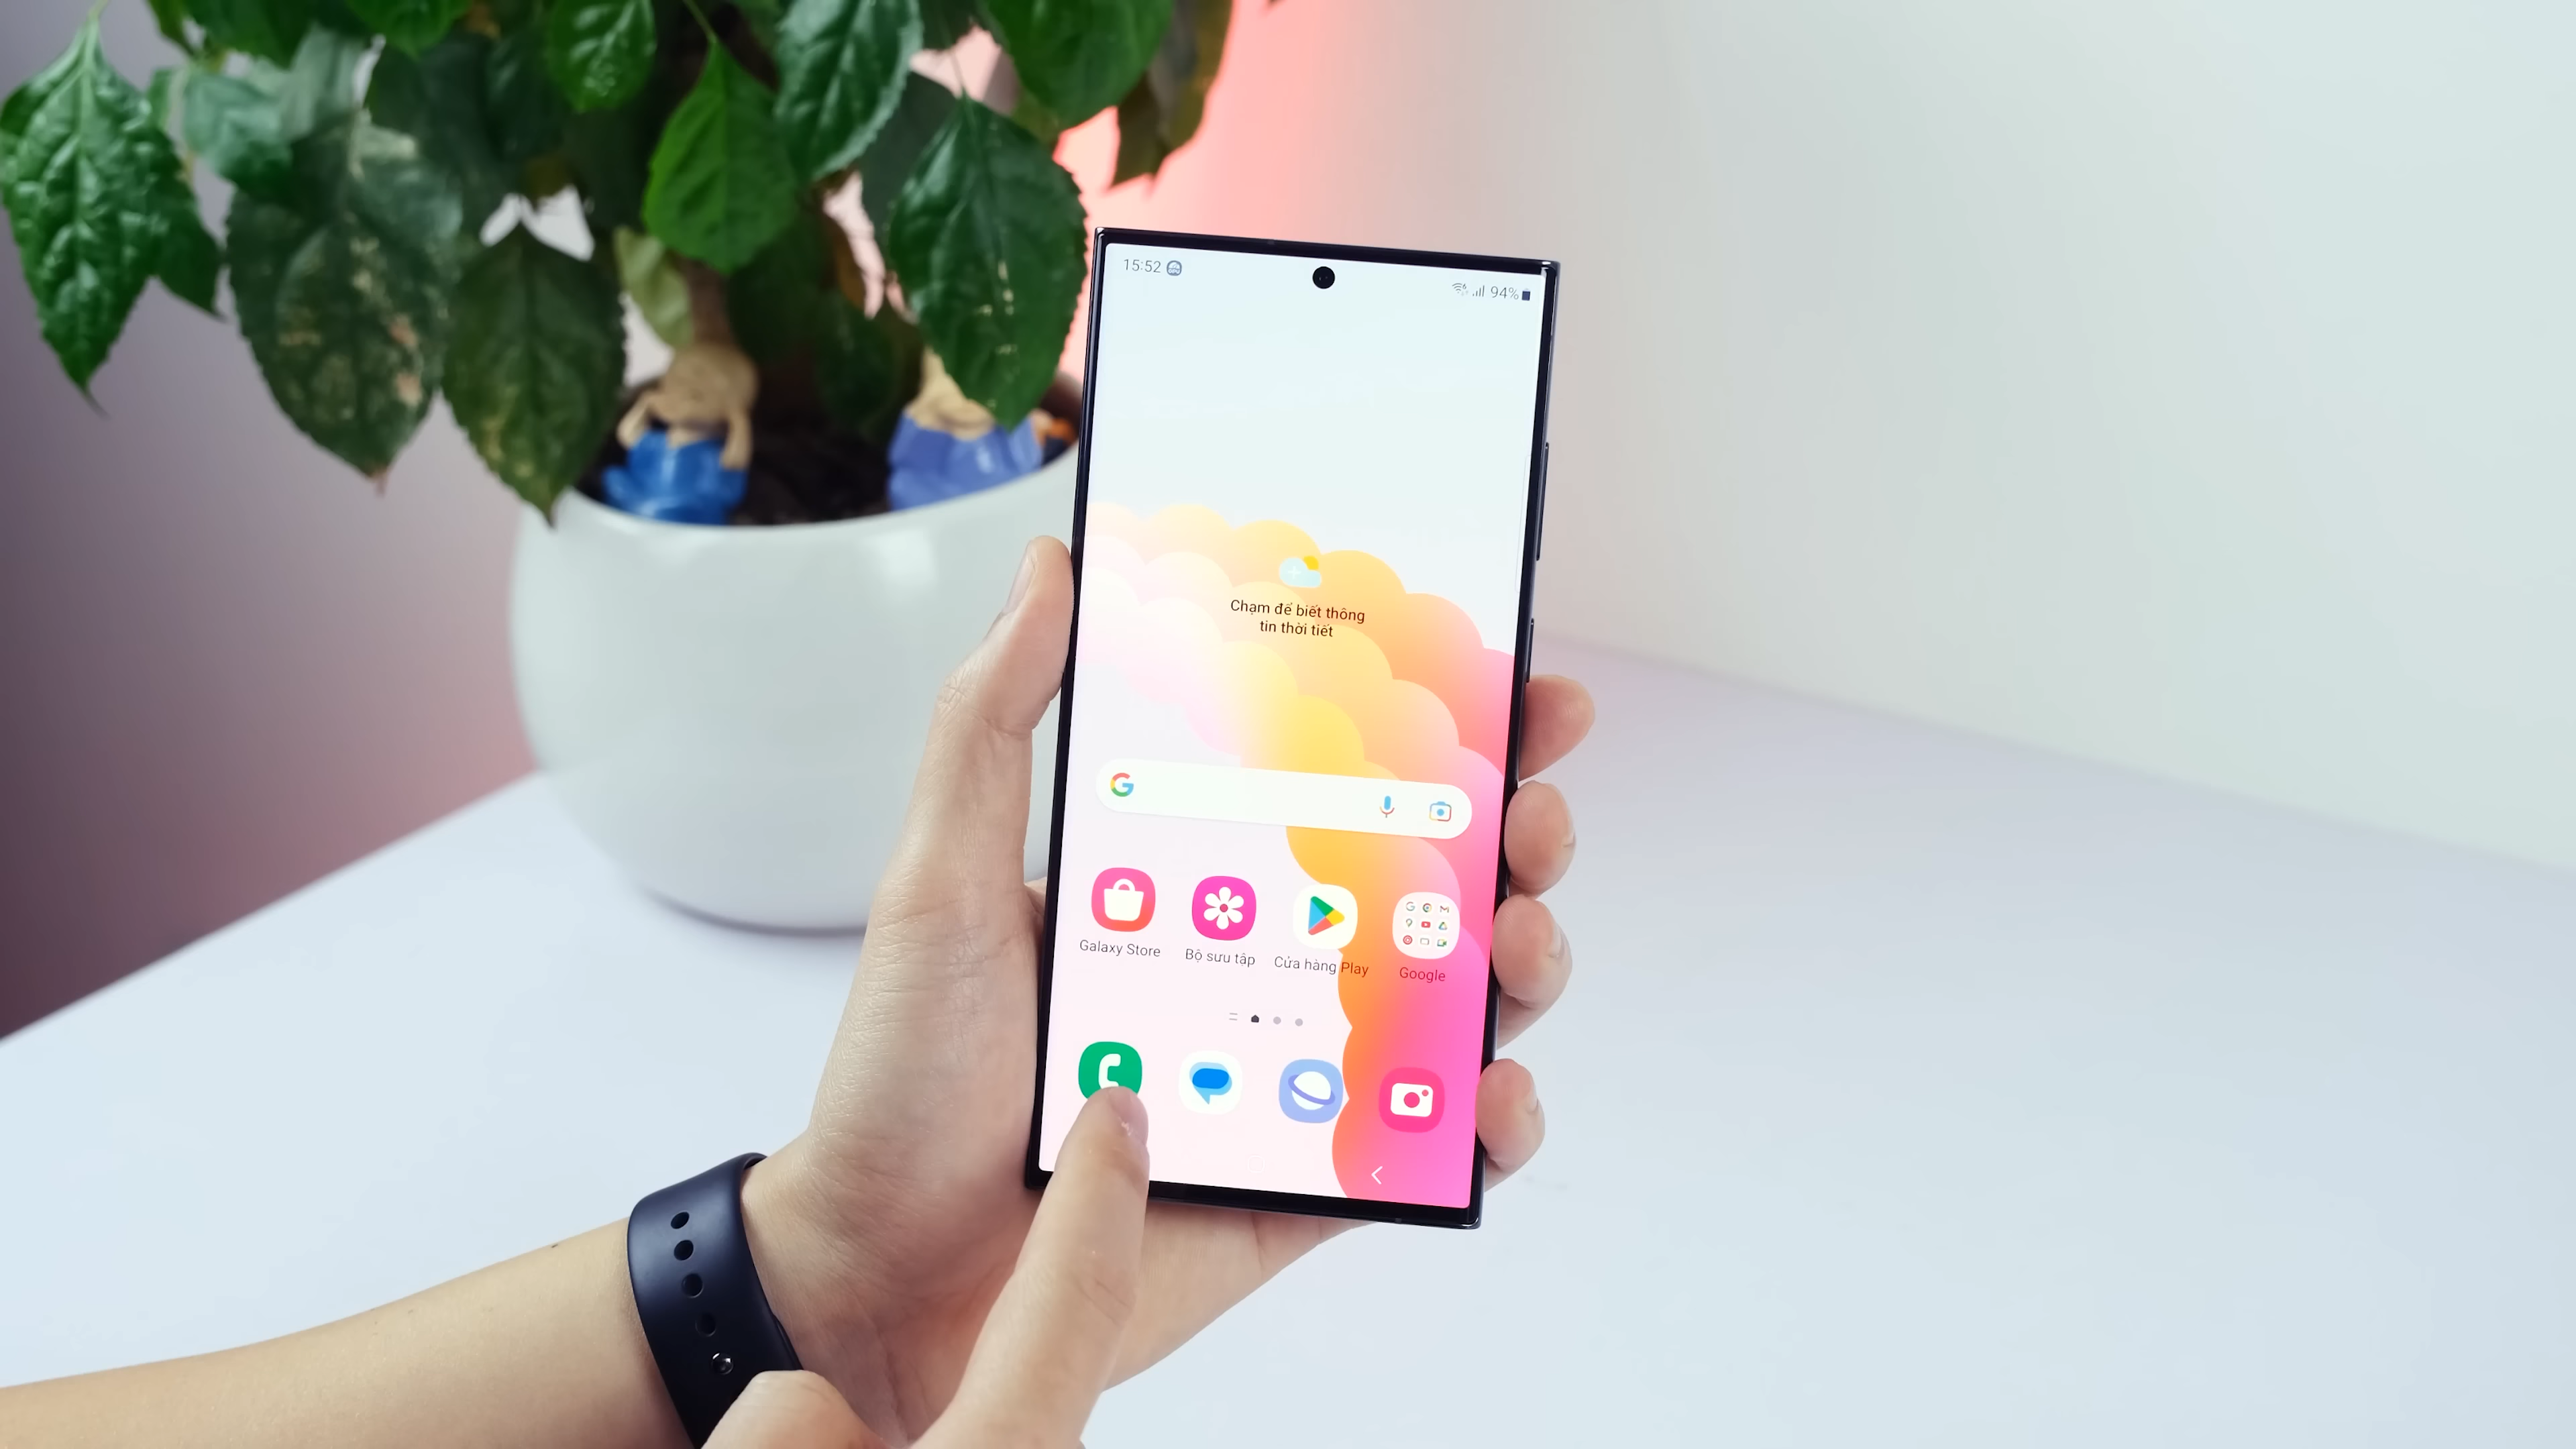 15:52
94%
Chạm để biết thông
tin thời tiết
Galaxy Store
Bộ sưu tập
Cửa hàng Play
Google